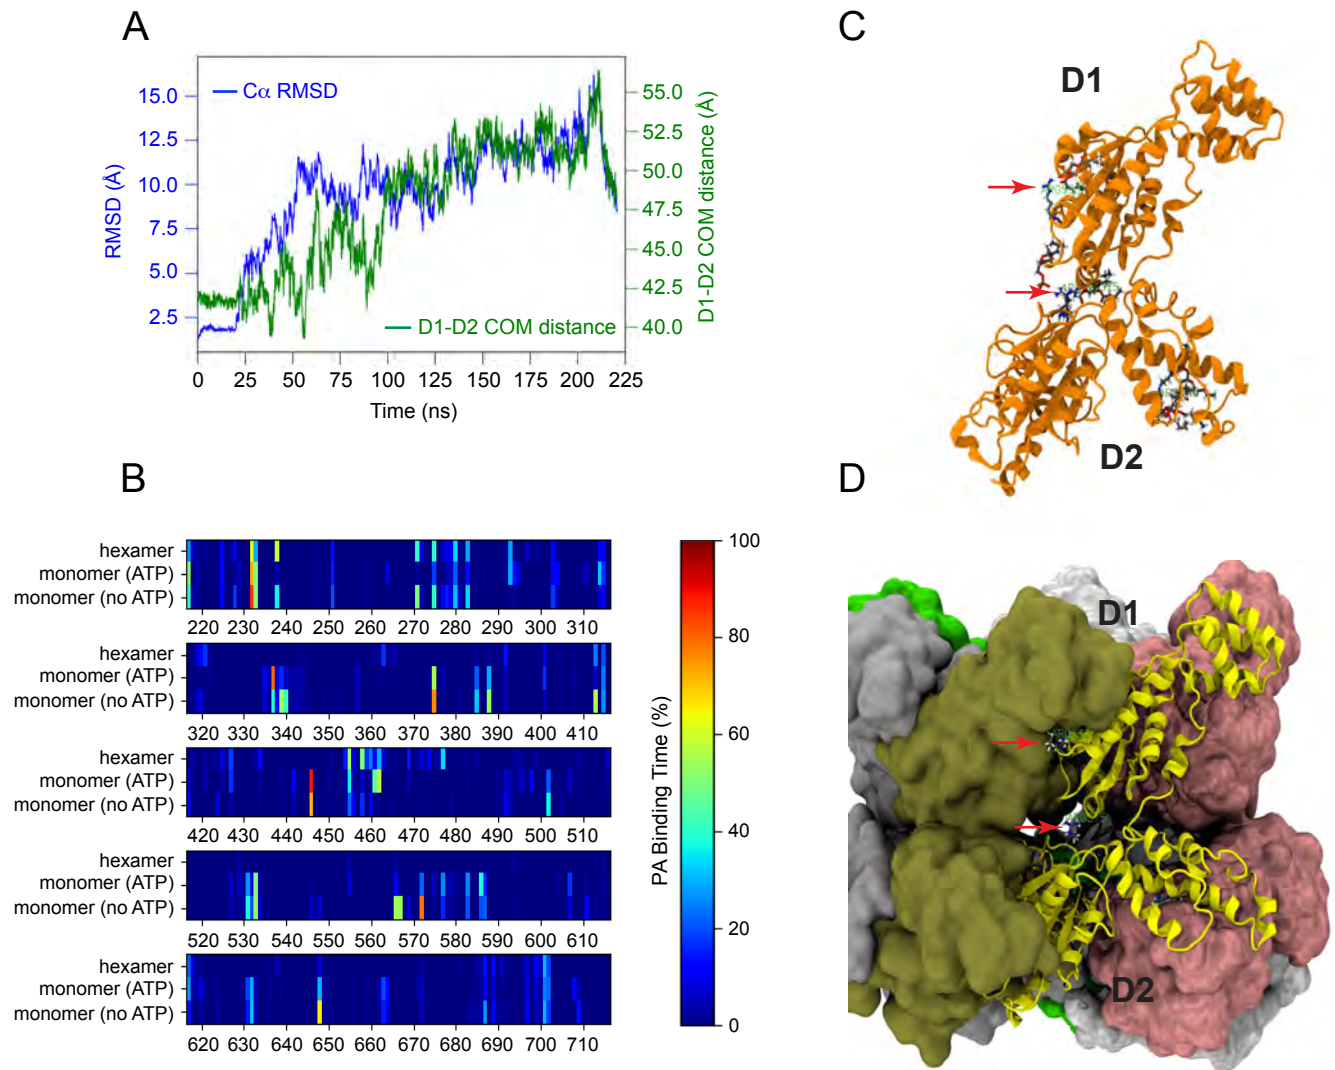 A
Cα RMSD
D1-D2 COM distance
15.0
12.5
10.0
7.5
5.0
2.5
RMSD (Å)
55.0
52.5
50.0
47.5
45.0
42.5
40.0
D1-D2 COM distance (Å)
0 25 50 75 100 125 150 175 200 225
Time (ns)
B
hexamer
monomer (ATP)
monomer (no ATP)
220 230 240 250 260 270 280 290 300 310
hexamer
monomer (ATP)
monomer (no ATP)
320 330 340 350 360 370 380 390 400 410
hexamer
monomer (ATP)
monomer (no ATP)
420 430 440 450 460 470 480 490 500 510
hexamer
monomer (ATP)
monomer (no ATP)
520 530 540 550 560 570 580 590 600 610
hexamer
monomer (ATP)
monomer (no ATP)
620 630 640 650 660 670 680 690 700 710
PA Binding Time (%)
100
80
60
40
20
0
C
D1
D2
D
D1
D2